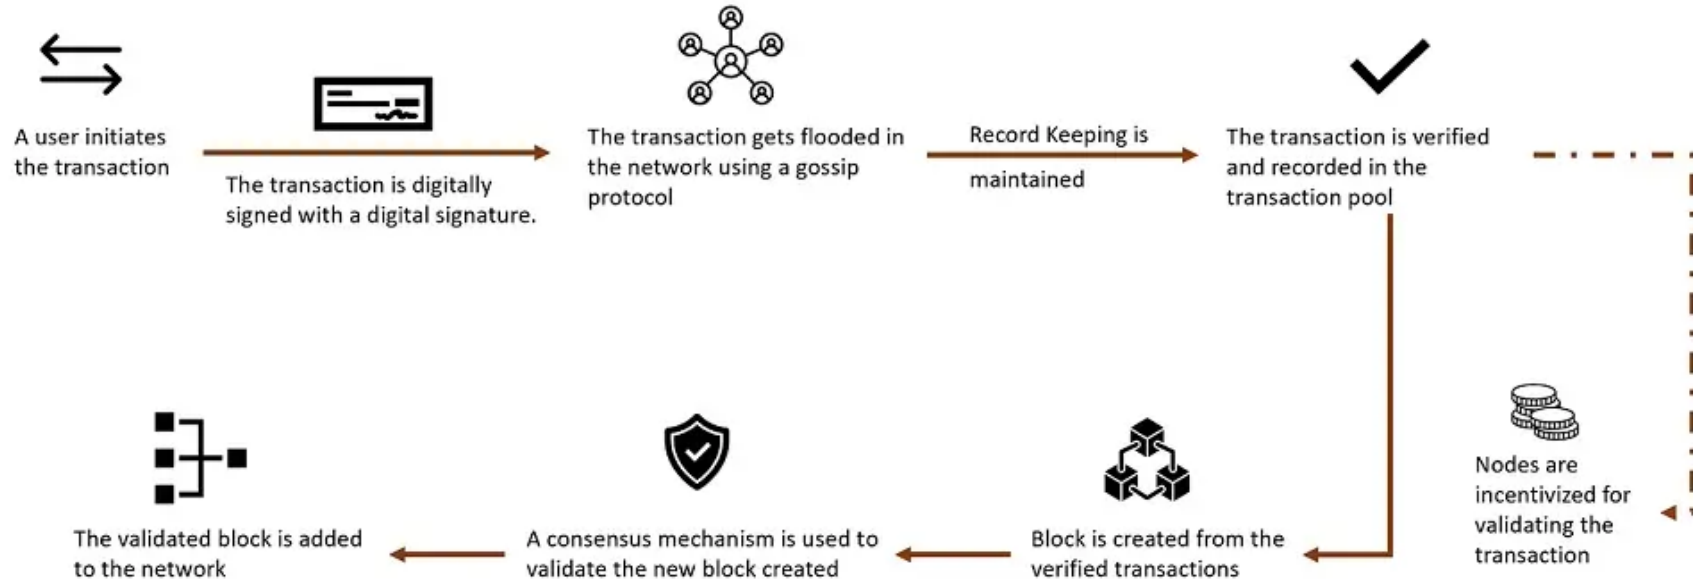 A user initiates
the transaction
The transaction is digitally
signed with a digital signature.
The transaction gets flooded in
the network using a gossip
protocol
Record Keeping is
maintained
The transaction is verified
and recorded in the
transaction pool
Nodes are
incentivized for
validating the
transaction
Block is created from the
verified transactions
A consensus mechanism is used to
validate the new block created
The validated block is added
to the network